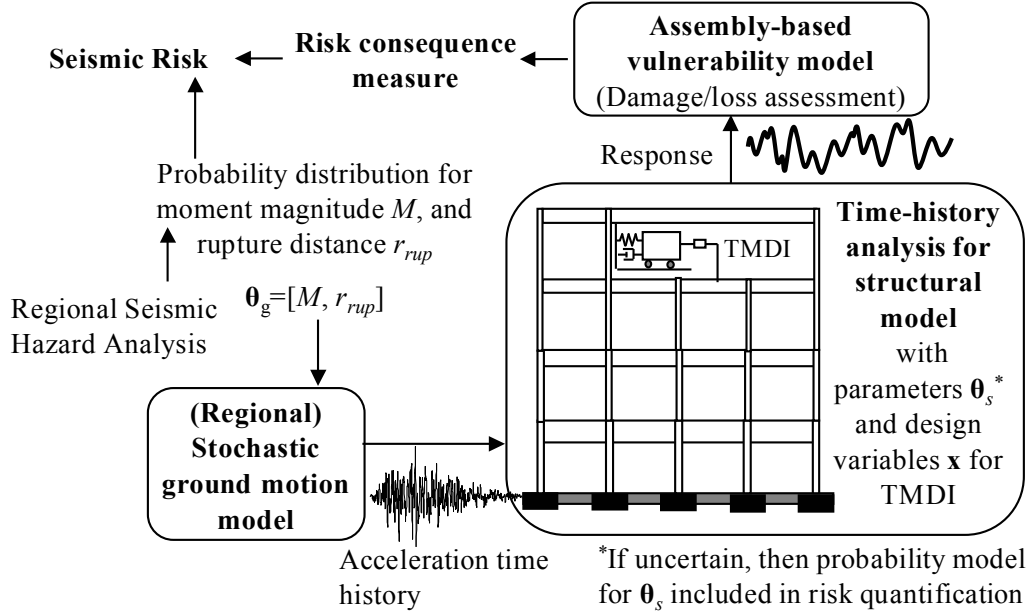 Seismic Risk
Risk consequence
measure
Assembly-based
vulnerability model
(Damage/loss assessment)
Response
Probability distribution for
moment magnitude M, and
rupture distance r_rup
Regional Seismic
Hazard Analysis
θ_g=[M, r_rup]
(Regional)
Stochastic
ground motion
model
Acceleration time
history
TMDI
Time-history
analysis for
structural
model
with
parameters θ_s*
and design
variables x for
TMDI
*If uncertain, then probability model
for θ_s included in risk quantification